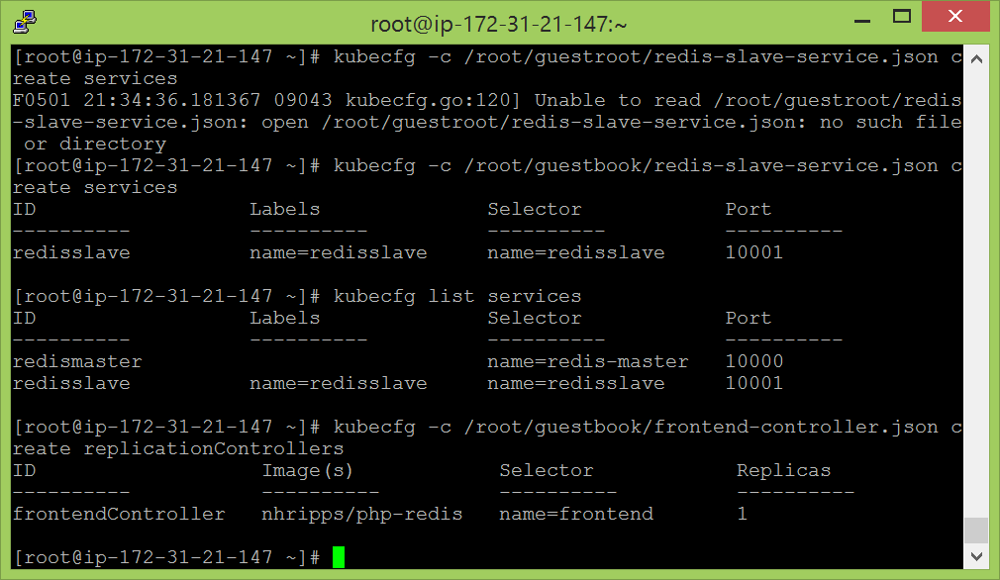 root@ip-172-31-21-147:~
[root@ip-172-31-21-147 ~]# kubecfg -c /root/guestroot/redis-slave-service.json c
reate services
F0501 21:34:36.181367 09043 kubecfg.go:120] Unable to read /root/guestroot/redis
-slave-service.json: open /root/guestroot/redis-slave-service.json: no such file
 or directory
[root@ip-172-31-21-147 ~]# kubecfg -c /root/guestbook/redis-slave-service.json c
reate services
ID                  Labels              Selector            Port
----------          ----------          ----------          ----------
redisslave          name=redisslave     name=redisslave     10001
[root@ip-172-31-21-147 ~]# kubecfg list services
ID                  Labels              Selector            Port
----------          ----------          ----------          ----------
redismaster                             name=redis-master   10000
redisslave          name=redisslave     name=redisslave     10001
[root@ip-172-31-21-147 ~]# kubecfg -c /root/guestbook/frontend-controller.json c
reate replicationControllers
ID                   Image(s)            Selector            Replicas
----------           ----------          ----------          ----------
frontendController   nhripps/php-redis   name=frontend       1
[root@ip-172-31-21-147 ~]#